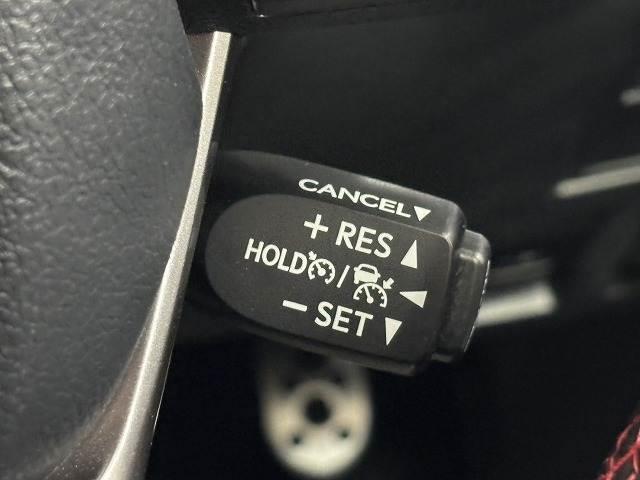 CANCEL▼
+ RES ▲
HOLD / ◀
− SET ▼